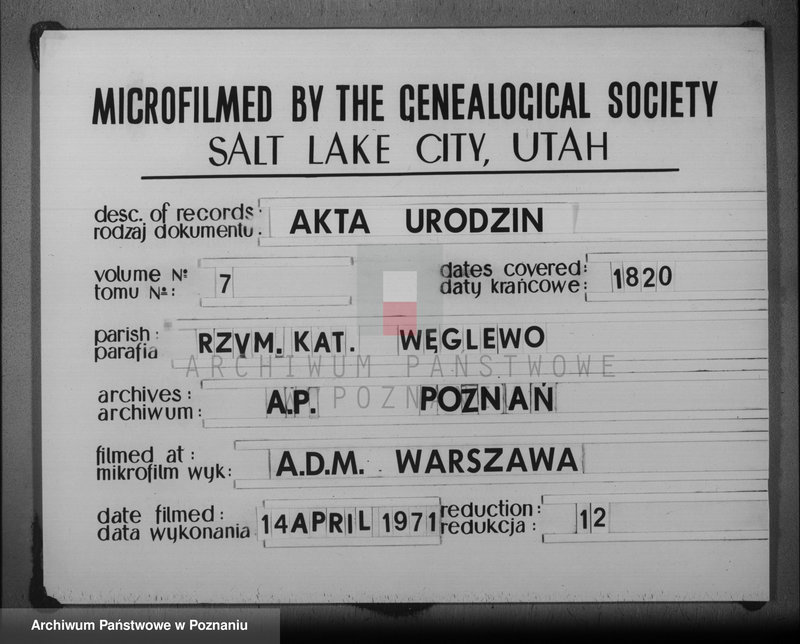 MICROFILMED BY THE GENEALOGICAL SOCIETY
SALT LAKE CITY, UTAH
desc. of records: AKTA URODZIN
rodzaj dokumentu:
volume No 7 dates covered: 1820
tomu No: daty krańcowe:
parish: RZYM. KAT. WĘGLEWO
parafia
ARCHIWUM PAŃSTWOWE
archives: A.P. POZNAŃ
archiwum:
W POZNANIU
filmed at: A.D.M. WARSZAWA
mikrofilm wyk:
date filmed: 14 APRIL 1971 reduction: 12
data wykonania redukcja:
Archiwum Państwowe w Poznaniu